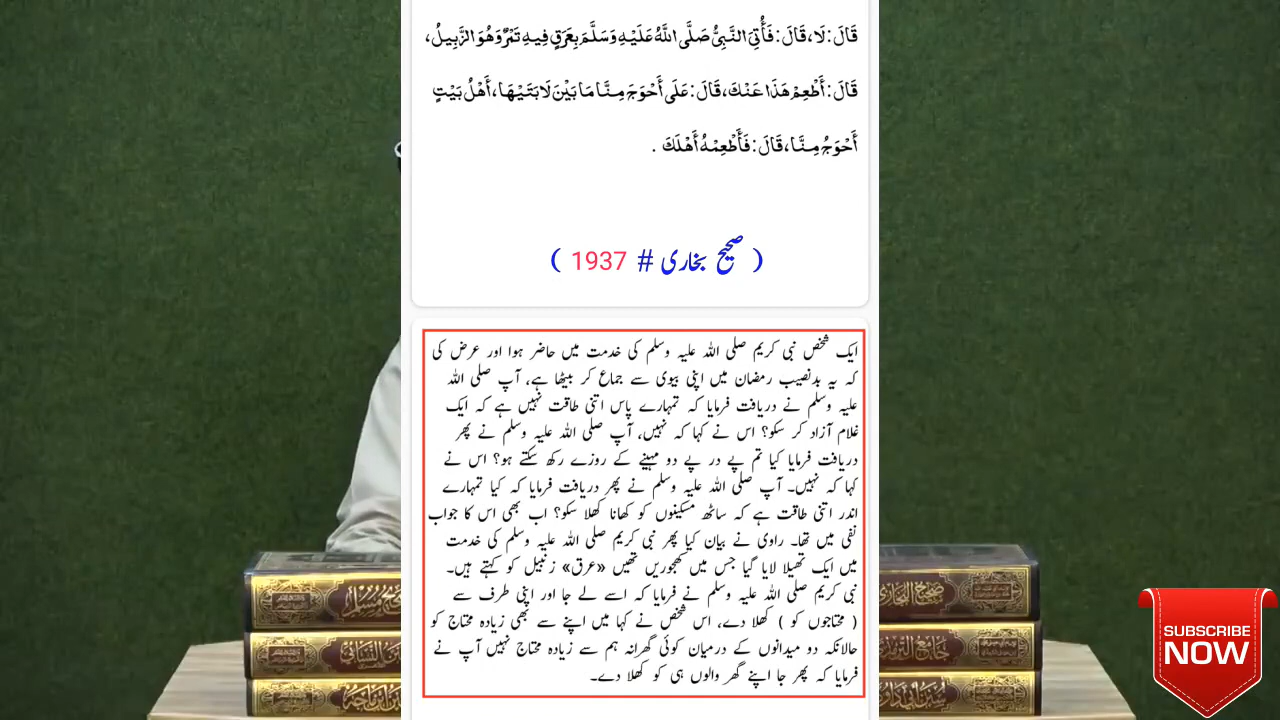 قَالَ: لَا، قَالَ: فَأُتِيَ النَّبِيُّ صَلَّى اللَّهُ عَلَيْهِ وَسَلَّمَ بِعَرَقٍ فِيهِ تَمْرٌ وَهُوَ الزَّبِيلُ،
قَالَ: أَطْعِمْ هَذَا عَنْكَ، قَالَ: عَلَى أَحْوَجَ مِنَّا مَا بَيْنَ لَابَتَيْهَا، أَهْلُ بَيْتٍ
أَحْوَجُ مِنَّا، قَالَ: فَأَطْعِمْهُ أَهْلَكَ .
( صحیح بخاری # 1937 )
ایک شخص نبی کریم صلی اللہ علیہ وسلم کی خدمت میں حاضر ہوا اور عرض کی
کہ یہ بدنصیب رمضان میں اپنی بیوی سے جماع کر بیٹھا ہے، آپ صلی اللہ
علیہ وسلم نے دریافت فرمایا کہ تمہارے پاس اتنی طاقت نہیں ہے کہ ایک
غلام آزاد کر سکو؟ اس نے کہا کہ نہیں، آپ صلی اللہ علیہ وسلم نے پھر
دریافت فرمایا کیا تم پے در پے دو مہینے کے روزے رکھ سکتے ہو؟ اس نے
کہا کہ نہیں۔ آپ صلی اللہ علیہ وسلم نے پھر دریافت فرمایا کہ کیا تمہارے
اندر اتنی طاقت ہے کہ ساٹھ مسکینوں کو کھانا کھلا سکو؟ اب بھی اس کا جواب
نفی میں تھا۔ راوی نے بیان کیا پھر نبی کریم صلی اللہ علیہ وسلم کی خدمت
میں ایک تھیلا لایا گیا جس میں کھجوریں تھیں «عرق» زنبیل کو کہتے ہیں۔
نبی کریم صلی اللہ علیہ وسلم نے فرمایا کہ اسے لے جا اور اپنی طرف سے
( محتاجوں کو ) کھلا دے، اس شخص نے کہا میں اپنے سے بھی زیادہ محتاج کو
حالانکہ دو میدانوں کے درمیان کوئی گھرانہ ہم سے زیادہ محتاج نہیں آپ نے
فرمایا کہ پھر جا اپنے گھر والوں ہی کو کھلا دے۔
صحيح البخاري
جامع الترمذي
SUBSCRIBE
NOW